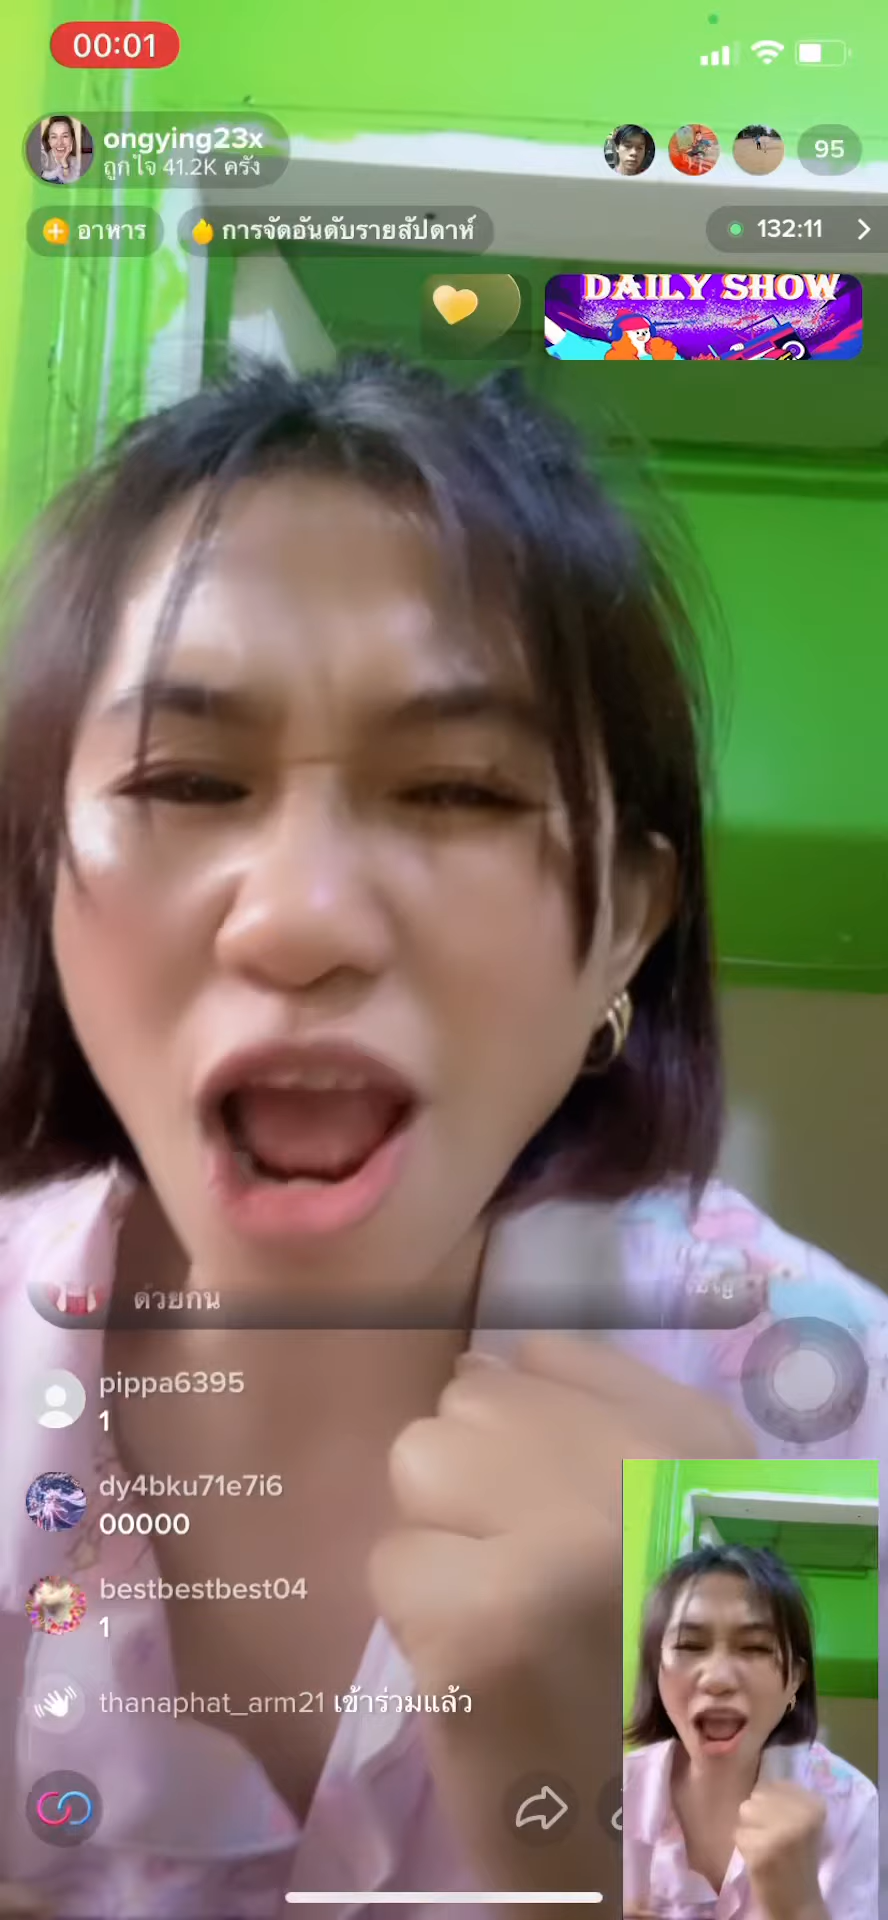 00:01
ongying23x
ถูกใจ 41.2K ครั้ง
95
อาหาร
การจัดอันดับรายสัปดาห์
132:11
DAILY SHOW
ด้วยกัน
pippa6395
1
dy4bku71e7i6
00000
bestbestbest04
1
thanaphat_arm21 เข้าร่วมแล้ว